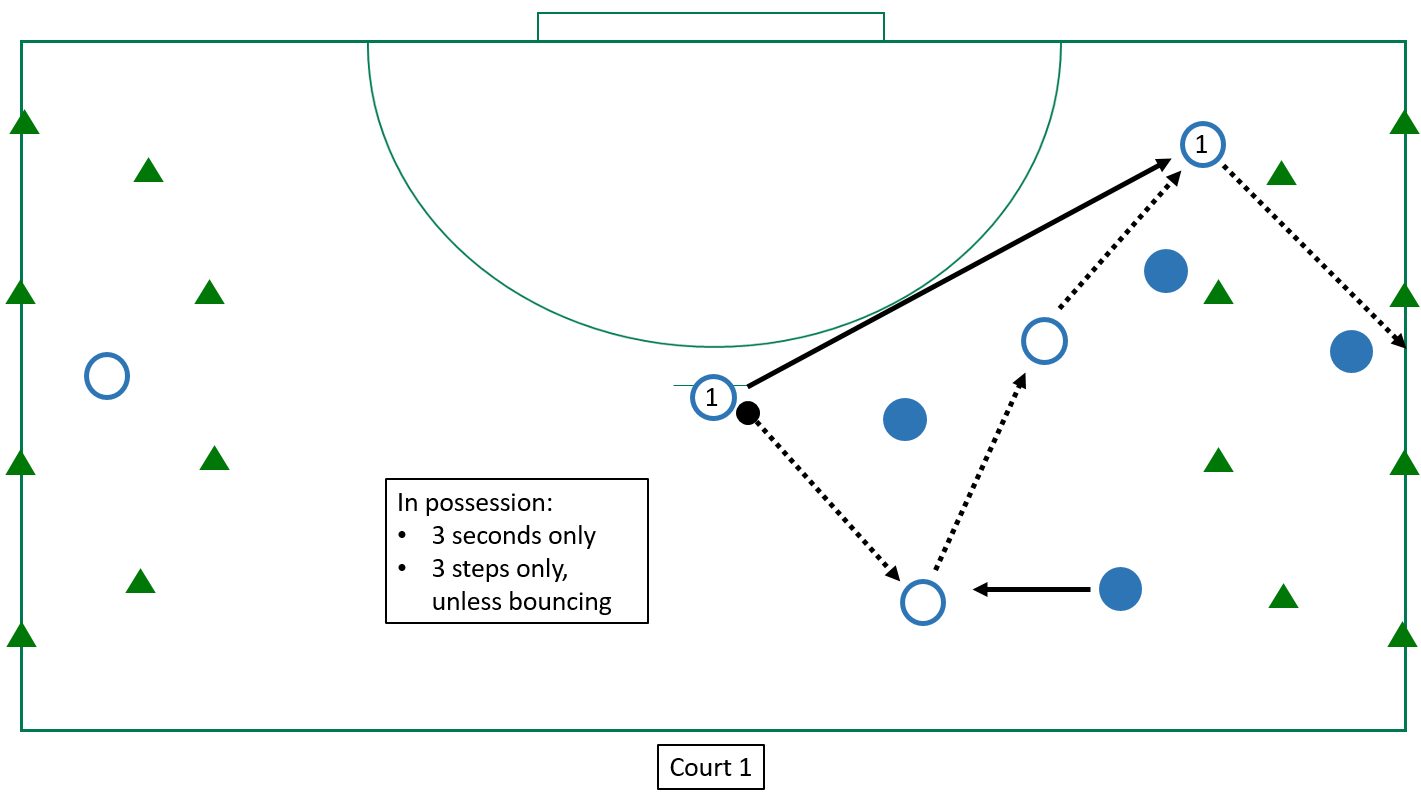 1
1
In possession:
• 3 seconds only
• 3 steps only,
unless bouncing
Court 1